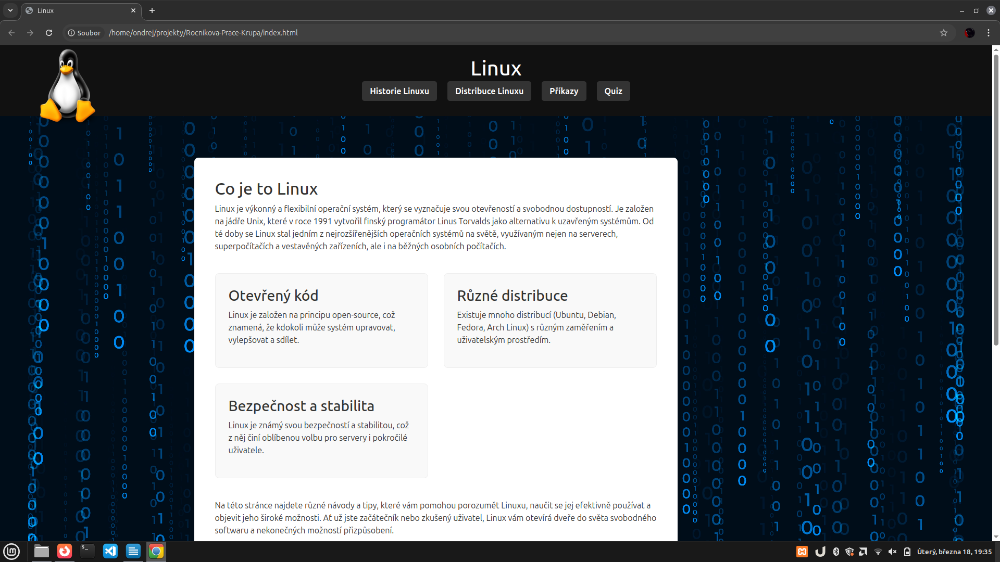 Linux
Soubor
/home/ondrej/projekty/Rocnikova-Prace-Krupa/index.html
Linux
Historie Linuxu
Distribuce Linuxu
Příkazy
Quiz
Co je to Linux
Linux je výkonný a flexibilní operační systém, který se vyznačuje svou otevřeností a svobodnou dostupností. Je založen
na jádře Unix, které v roce 1991 vytvořil finský programátor Linus Torvalds jako alternativu k uzavřeným systémům. Od
té doby se Linux stal jedním z nejrozšířenějších operačních systémů na světě, využívaným nejen na serverech,
superpočítačích a vestavěných zařízeních, ale i na běžných osobních počítačích.
Otevřený kód
Linux je založen na principu open-source, což
znamená, že kdokoli může systém upravovat,
vylepšovat a sdílet.
Různé distribuce
Existuje mnoho distribucí (Ubuntu, Debian,
Fedora, Arch Linux) s různým zaměřením a
uživatelským prostředím.
Bezpečnost a stabilita
Linux je známý svou bezpečností a stabilitou, což
z něj činí oblíbenou volbu pro servery i pokročilé
uživatele.
Na této stránce najdete různé návody a tipy, které vám pomohou porozumět Linuxu, naučit se jej efektivně používat a
objevit jeho široké možnosti. Ať už jste začátečník nebo zkušený uživatel, Linux vám otevírá dveře do světa svobodného
softwaru a nekonečných možností přizpůsobení.
Úterý, března 18, 19:35